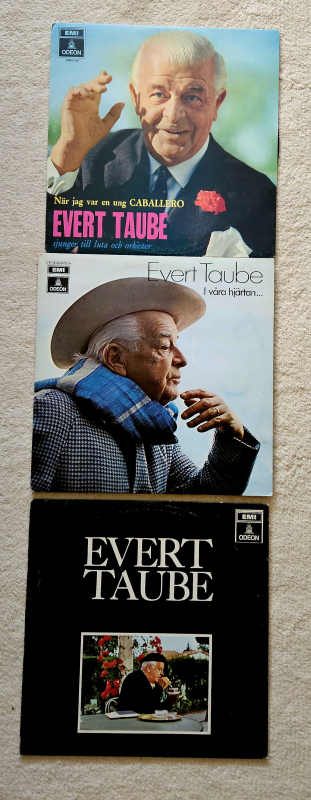 EMI
ODEON
När jag var en ung CABALLERO
EVERT TAUBE
sjunger till luta och orkester
EMI
ODEON
Evert Taube
I våra hjärtan...
EMI
ODEON
EVERT
TAUBE